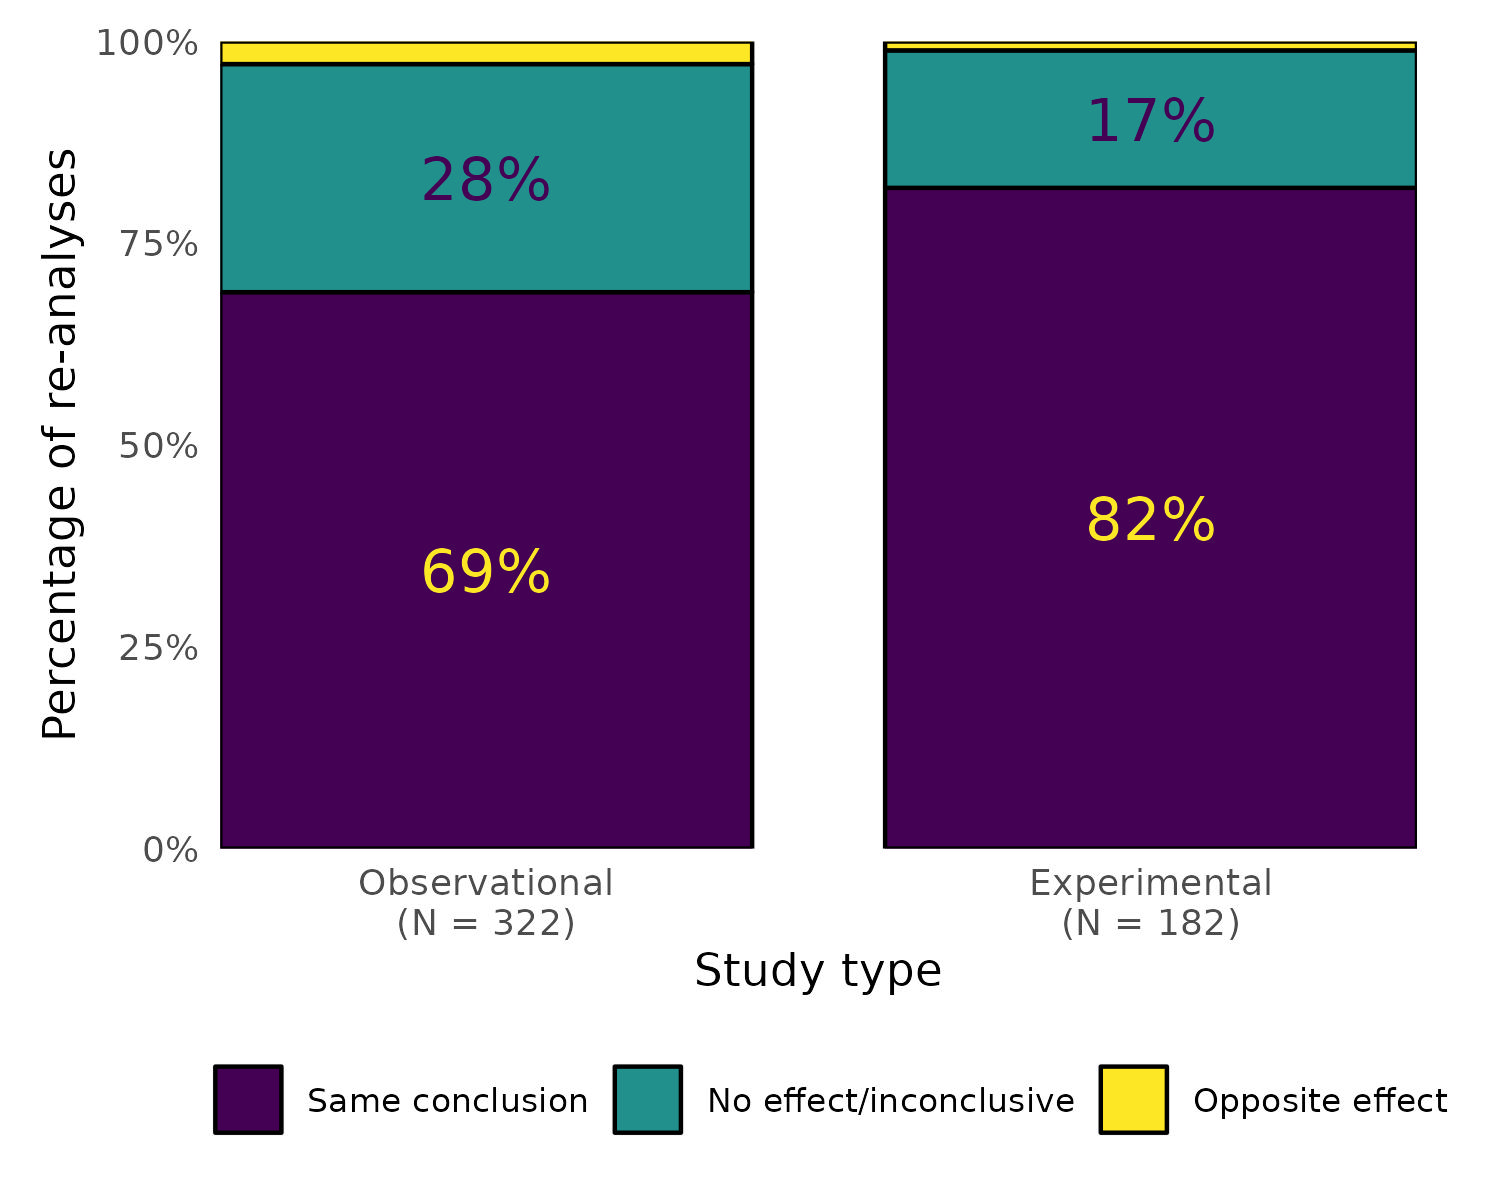 Percentage of re-analyses
100%
75%
50%
25%
0%
28%
69%
17%
82%
Observational
(N = 322)
Experimental
(N = 182)
Study type
Same conclusion
No effect/inconclusive
Opposite effect